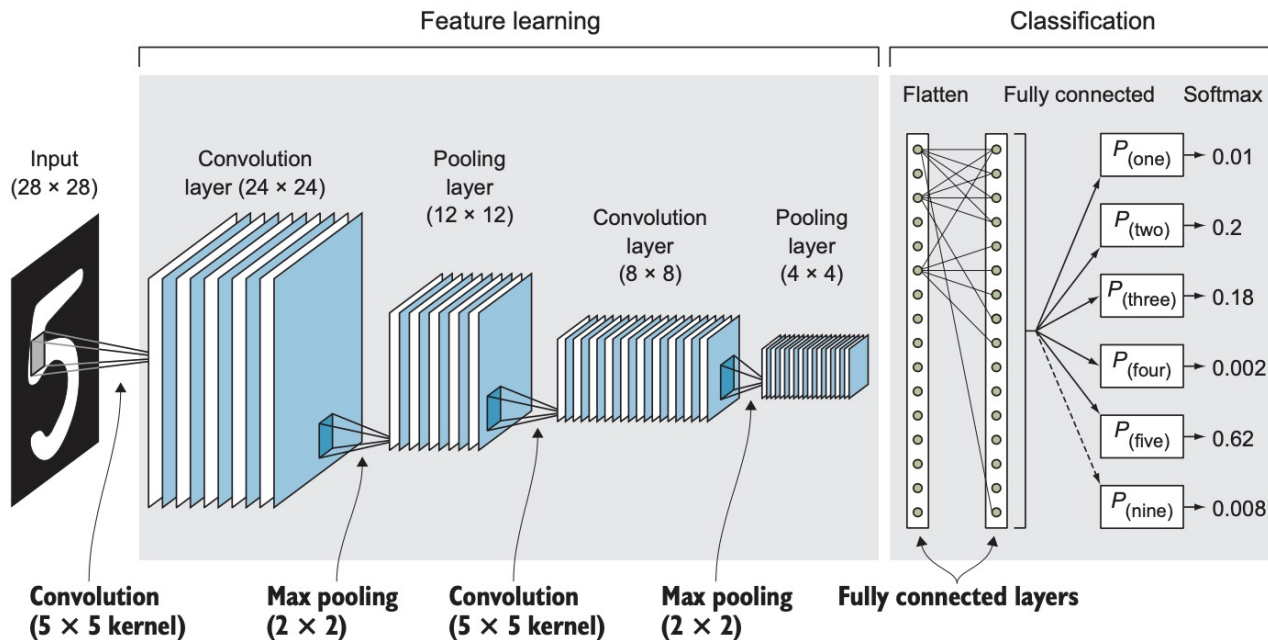 Feature learning
Classification
Input
(28 × 28)
Convolution
layer (24 × 24)
Pooling
layer
(12 × 12)
Convolution
layer
(8 × 8)
Pooling
layer
(4 × 4)
Flatten
Fully connected
Softmax
P(one)
0.01
P(two)
0.2
P(three)
0.18
P(four)
0.002
P(five)
0.62
P(nine)
0.008
Convolution
(5 × 5 kernel)
Max pooling
(2 × 2)
Convolution
(5 × 5 kernel)
Max pooling
(2 × 2)
Fully connected layers